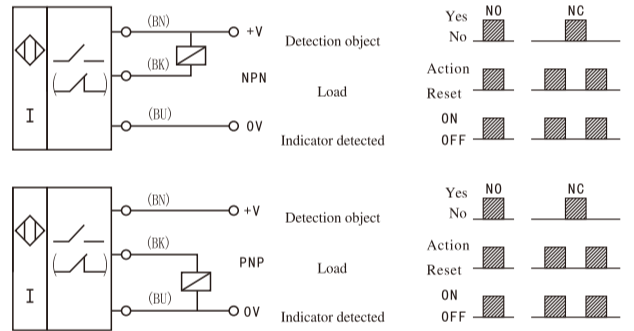 (BN) +V
(BK) NPN
I (BU) 0V
Detection object Yes No NO NC
Load Action Reset
Indicator detected ON OFF
(BN) +V
(BK) PNP
I (BU) 0V
Detection object Yes No NO NC
Load Action Reset
Indicator detected ON OFF